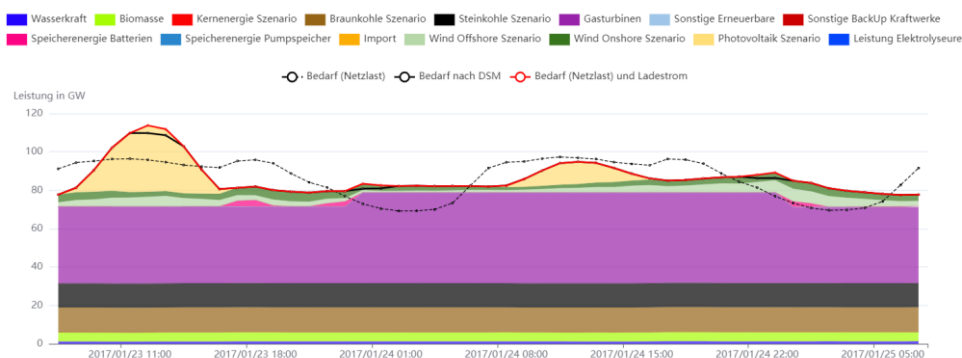 Wasserkraft Biomasse Kernenergie Szenario Braunkohle Szenario Steinkohle Szenario Gasturbinen Sonstige Erneuerbare Sonstige BackUp Kraftwerke
Speicherenergie Batterien Speicherenergie Pumpspeicher Import Wind Offshore Szenario Wind Onshore Szenario Photovoltaik Szenario Leistung Elektrolyseure
Bedarf (Netzlast) Bedarf nach DSM Bedarf (Netzlast) und Ladestrom
Leistung in GW
120
100
80
60
40
20
0
2017/01/23 11:00 2017/01/23 18:00 2017/01/24 01:00 2017/01/24 08:00 2017/01/24 15:00 2017/01/24 22:00 2017/01/25 05:00